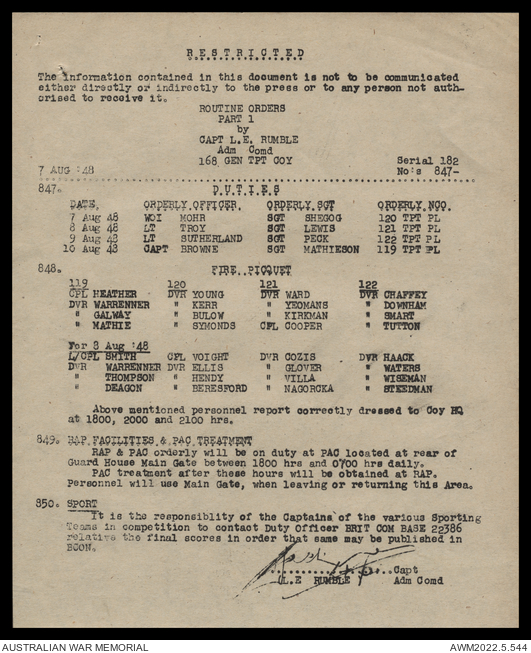 RESTRICTED
The information contained in this document is not to be communicated
either directly or indirectly to the press or to any person not auth-
orised to receive it.
ROUTINE ORDERS
PART 1
by
CAPT L.E. RUMBLE
Adm Comd
168 GEN TPT COY Serial 182
7 AUG :48 No's 847-
847. DUTIES
DATE. ORDERLY OFFICER. ORDERLY SGT ORDERLY NCO.
7 Aug 48 WOI MOHR SGT SHEGOG 120 TPT PL
8 Aug 48 LT TROY SGT LEWIS 121 TPT PL
9 Aug 48 LT SUTHERLAND SGT PECK 122 TPT PL
10 Aug 48 CAPT BROWNE SGT MATHIESON 119 TPT PL
848. FIRE PICQUET
119 120 121 122
CPL HEATHER DVR YOUNG DVR WARD DVR CHAFFEY
DVR WARRENNER " KERR " YEOMANS " DOWNHAM
" GALWAY " BULOW " KIRKMAN " SMART
" MATHIE " SYMONDS CPL COOPER " TUTTON
For 8 Aug :48
L/CPL SMITH CPL VOIGHT DVR COZIS DVR HAACK
DVR WARRENNER DVR ELLIS " GLOVER " WATERS
" THOMPSON " HENDY " VILLA " WISEMAN
" DEAGON " BERESFORD " NAGORCKA " STEEDMAN
Above mentioned personnel report correctly dressed to Coy HQ
at 1800, 2000 and 2100 hrs.
849. RAP FACILITIES & PAC TREATMENT
RAP & PAC orderly will be on duty at PAC located at rear of
Guard House Main Gate between 1800 hrs and 0700 hrs daily.
PAC treatment after these hours will be obtained at RAP.
Personnel will use Main Gate, when leaving or returning this Area.
850. SPORT
It is the responsiblity of the Captains of the various Sporting
Teams in competition to contact Duty Officer BRIT COM BASE 22386
relative the final scores in order that same may be published in
BCON.
Capt
(L.E RUMBLE) Adm Comd
AUSTRALIAN WAR MEMORIAL AWM2022.5.544